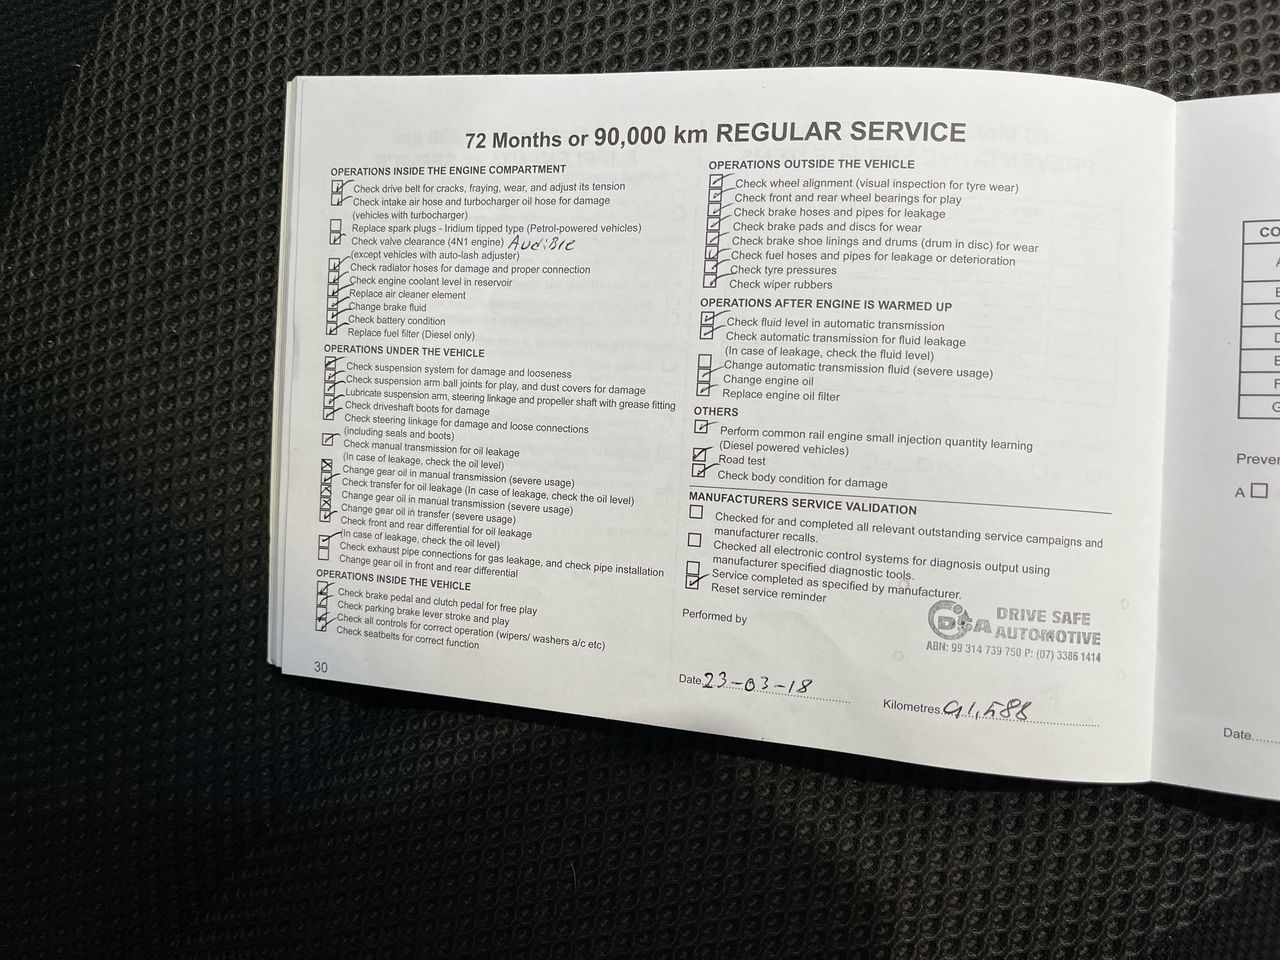 72 Months or 90,000 km REGULAR SERVICE
OPERATIONS INSIDE THE ENGINE COMPARTMENT
Check drive belt for cracks, fraying, wear, and adjust its tension
Check intake air hose and turbocharger oil hose for damage
(vehicles with turbocharger)
Replace spark plugs - Iridium tipped type (Petrol-powered vehicles)
Check valve clearance (4N1 engine) Audible
(except vehicles with auto-lash adjuster)
Check radiator hoses for damage and proper connection
Check engine coolant level in reservoir
Replace air cleaner element
Change brake fluid
Check battery condition
Replace fuel filter (Diesel only)
OPERATIONS UNDER THE VEHICLE
Check suspension system for damage and looseness
Check suspension arm ball joints for play, and dust covers for damage
Lubricate suspension arm, steering linkage and propeller shaft with grease fitting
Check driveshaft boots for damage
Check steering linkage for damage and loose connections
(including seals and boots)
Check manual transmission for oil leakage
(In case of leakage, check the oil level)
Change gear oil in manual transmission (severe usage)
Check transfer for oil leakage (In case of leakage, check the oil level)
Change gear oil in manual transmission (severe usage)
Change gear oil in transfer (severe usage)
Check front and rear differential for oil leakage
(In case of leakage, check the oil level)
Check exhaust pipe connections for gas leakage, and check pipe installation
Change gear oil in front and rear differential
OPERATIONS INSIDE THE VEHICLE
Check brake pedal and clutch pedal for free play
Check parking brake lever stroke and play
Check all controls for correct operation (wipers/ washers a/c etc)
Check seatbelts for correct function
30
OPERATIONS OUTSIDE THE VEHICLE
Check wheel alignment (visual inspection for tyre wear)
Check front and rear wheel bearings for play
Check brake hoses and pipes for leakage
Check brake pads and discs for wear
Check brake shoe linings and drums (drum in disc) for wear
Check fuel hoses and pipes for leakage or deterioration
Check tyre pressures
Check wiper rubbers
OPERATIONS AFTER ENGINE IS WARMED UP
Check fluid level in automatic transmission
Check automatic transmission for fluid leakage
(In case of leakage, check the fluid level)
Change automatic transmission fluid (severe usage)
Change engine oil
Replace engine oil filter
OTHERS
Perform common rail engine small injection quantity learning
(Diesel powered vehicles)
Road test
Check body condition for damage
MANUFACTURERS SERVICE VALIDATION
Checked for and completed all relevant outstanding service campaigns and
manufacturer recalls.
Checked all electronic control systems for diagnosis output using
manufacturer specified diagnostic tools.
Service completed as specified by manufacturer.
Reset service reminder
Performed by
DSA DRIVE SAFE
AUTOMOTIVE
ABN: 99 314 739 750 P: (07) 3386 1414
Date 23-03-18
Kilometres 91,588
CO
Preven
A
Date